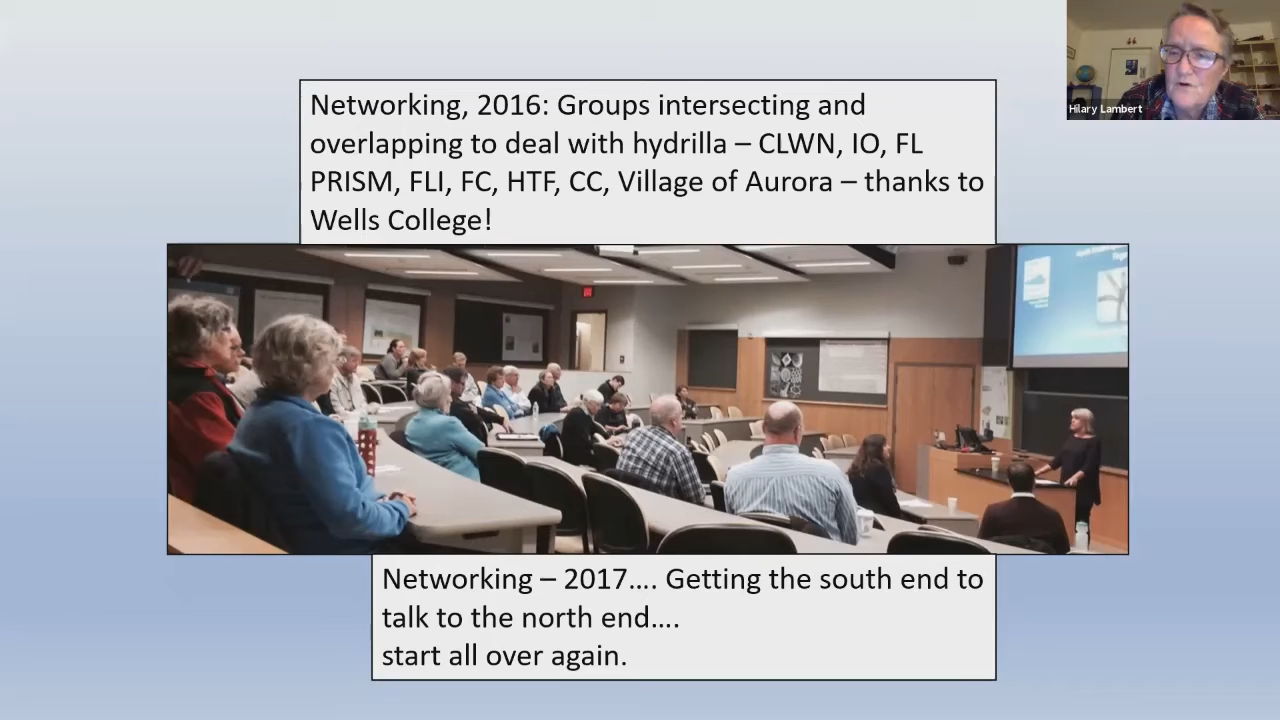 Networking, 2016: Groups intersecting and
overlapping to deal with hydrilla – CLWN, IO, FL
PRISM, FLI, FC, HTF, CC, Village of Aurora – thanks to
Wells College!
Hilary Lambert
Networking – 2017…. Getting the south end to
talk to the north end….
start all over again.